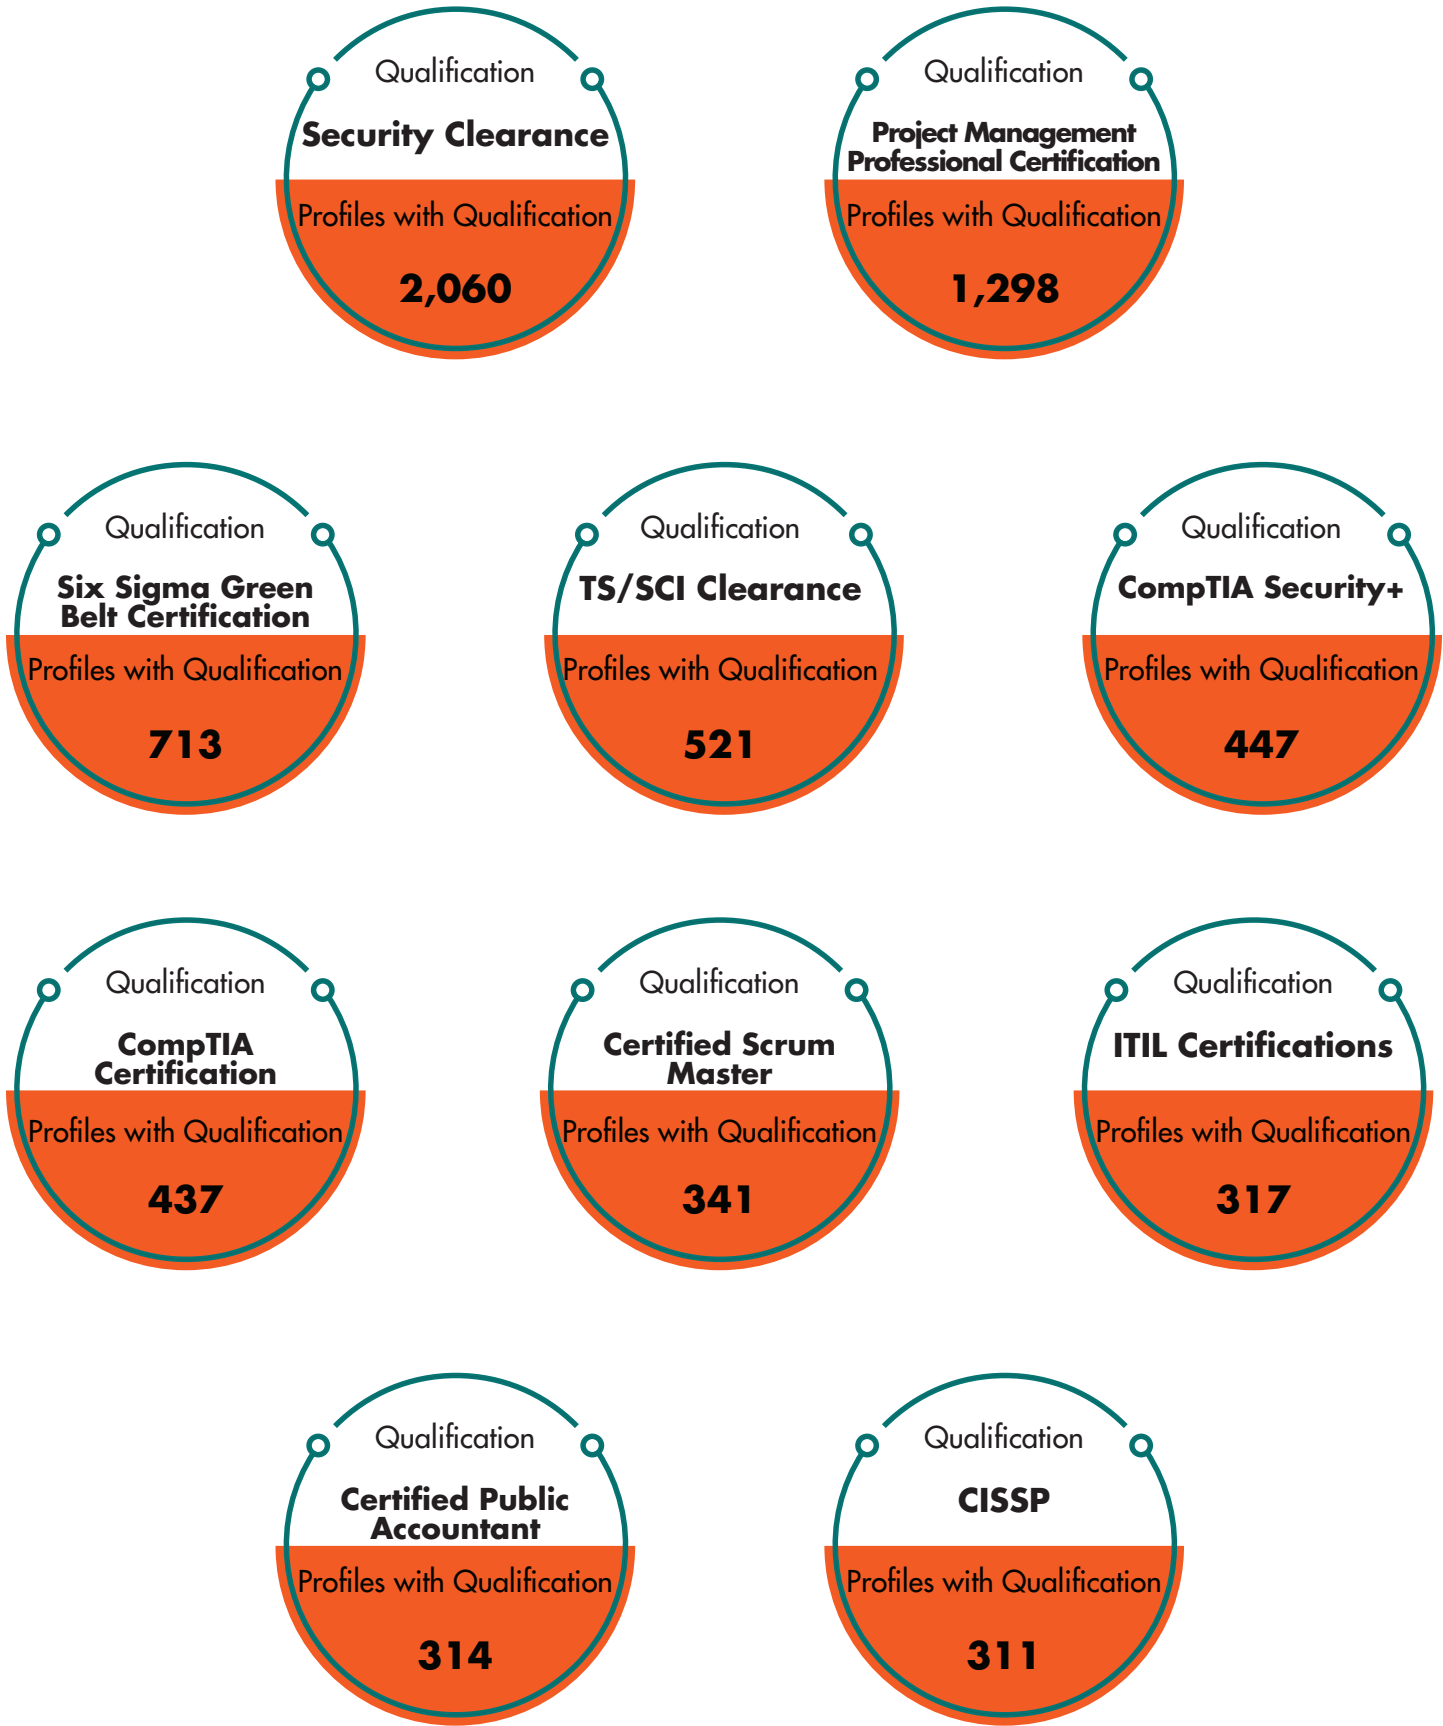 Qualification
Security Clearance
Profiles with Qualification
2,060
Qualification
Project Management
Professional Certification
Profiles with Qualification
1,298
Qualification
Six Sigma Green
Belt Certification
Profiles with Qualification
713
Qualification
TS/SCI Clearance
Profiles with Qualification
521
Qualification
CompTIA Security+
Profiles with Qualification
447
Qualification
CompTIA
Certification
Profiles with Qualification
437
Qualification
Certified Scrum
Master
Profiles with Qualification
341
Qualification
ITIL Certifications
Profiles with Qualification
317
Qualification
Certified Public
Accountant
Profiles with Qualification
314
Qualification
CISSP
Profiles with Qualification
311